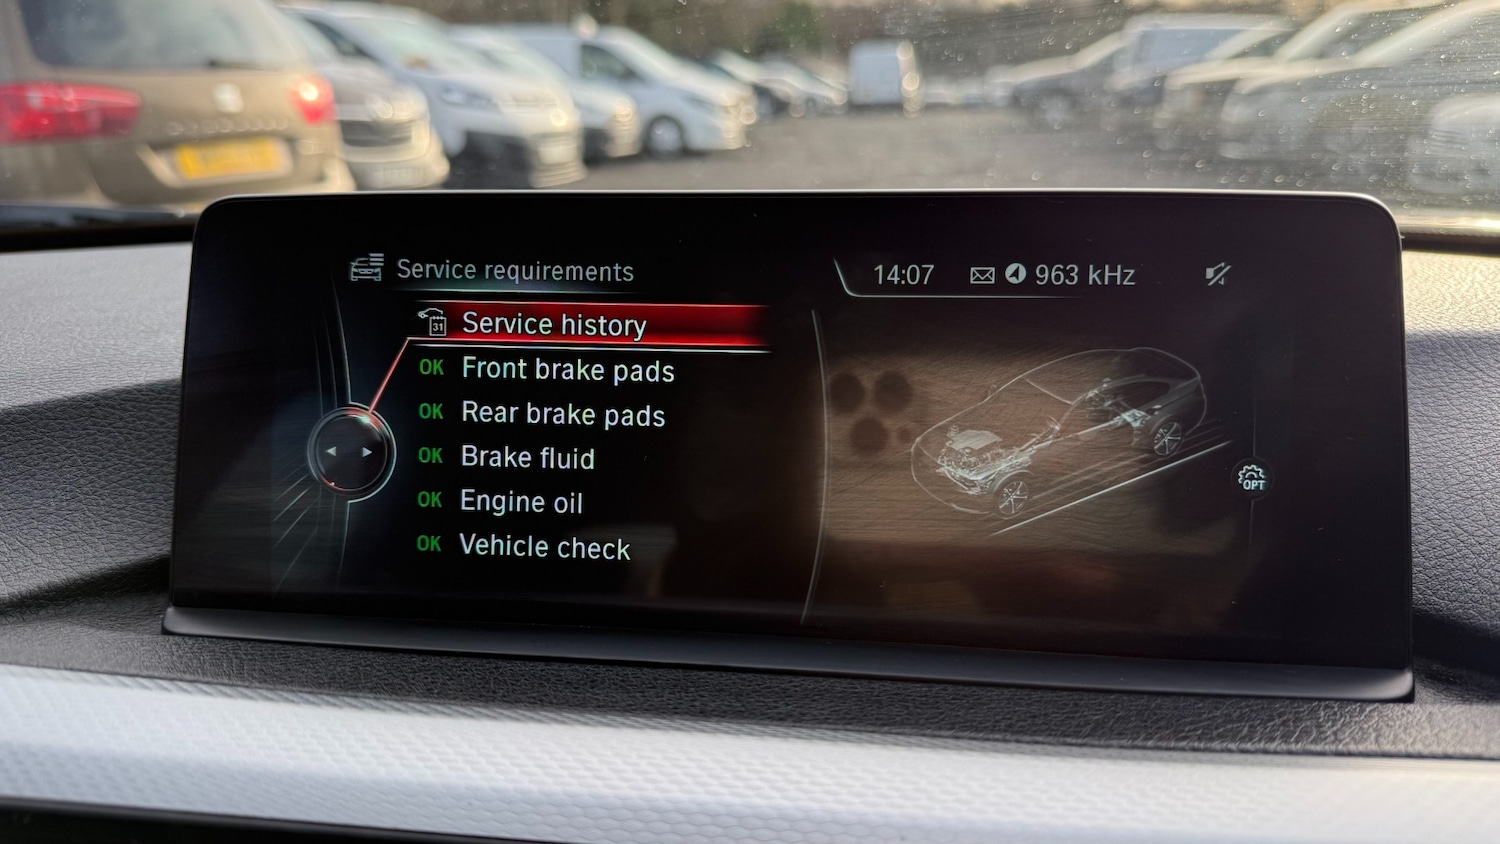 Service requirements
14:07 963 kHz
31 Service history
OK Front brake pads
OK Rear brake pads
OK Brake fluid
OK Engine oil
OK Vehicle check
OPT